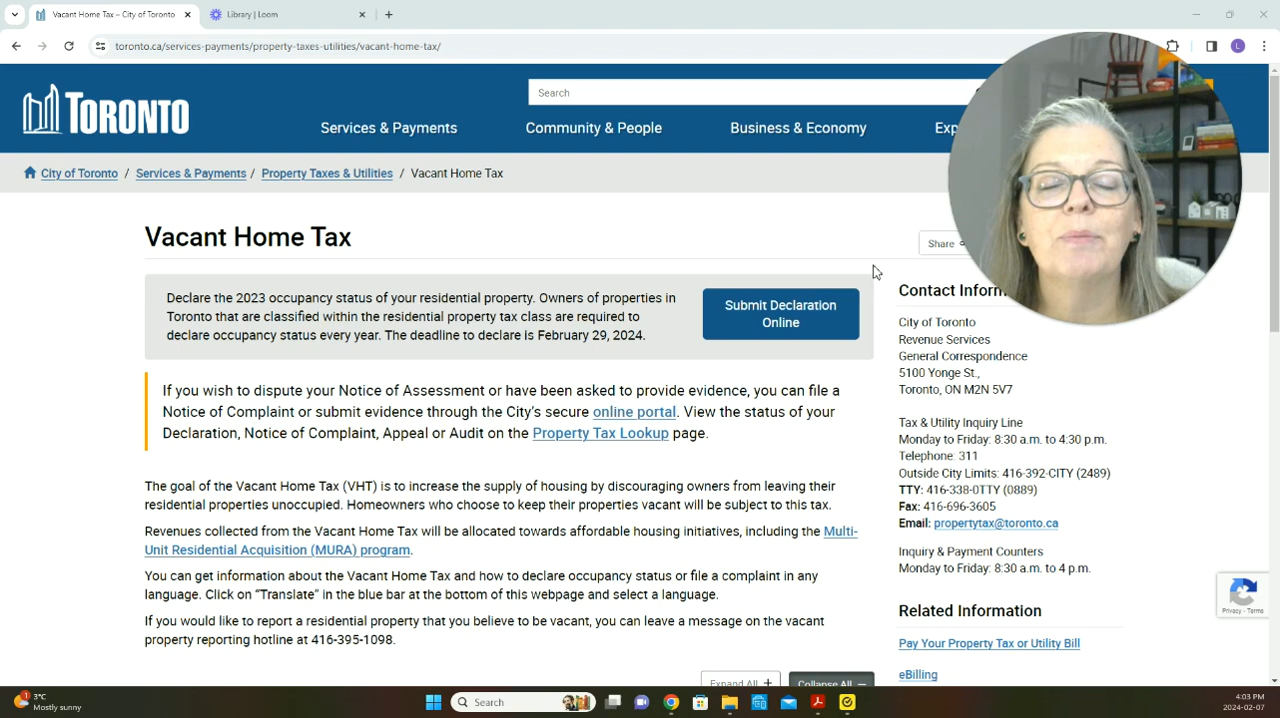 Vacant Home Tax – City of Toronto
Library | Loom
toronto.ca/services-payments/property-taxes-utilities/vacant-home-tax/
L
TORONTO
Search
Services & Payments
Community & People
Business & Economy
City of Toronto / Services & Payments / Property Taxes & Utilities / Vacant Home Tax
Vacant Home Tax
Share
Declare the 2023 occupancy status of your residential property. Owners of properties in
Toronto that are classified within the residential property tax class are required to
declare occupancy status every year. The deadline to declare is February 29, 2024.
Submit Declaration
Online
If you wish to dispute your Notice of Assessment or have been asked to provide evidence, you can file a
Notice of Complaint or submit evidence through the City's secure online portal. View the status of your
Declaration, Notice of Complaint, Appeal or Audit on the Property Tax Lookup page.
The goal of the Vacant Home Tax (VHT) is to increase the supply of housing by discouraging owners from leaving their
residential properties unoccupied. Homeowners who choose to keep their properties vacant will be subject to this tax.
Revenues collected from the Vacant Home Tax will be allocated towards affordable housing initiatives, including the Multi-
Unit Residential Acquisition (MURA) program.
You can get information about the Vacant Home Tax and how to declare occupancy status or file a complaint in any
language. Click on "Translate" in the blue bar at the bottom of this webpage and select a language.
If you would like to report a residential property that you believe to be vacant, you can leave a message on the vacant
property reporting hotline at 416-395-1098.
Expand All +
Collapse All –
Contact
City of Toronto
Revenue Services
General Correspondence
5100 Yonge St.,
Toronto, ON M2N 5V7
Tax & Utility Inquiry Line
Monday to Friday: 8:30 a.m. to 4:30 p.m.
Telephone: 311
Outside City Limits: 416-392-CITY (2489)
TTY: 416-338-0TTY (0889)
Fax: 416-696-3605
Email: propertytax@toronto.ca
Inquiry & Payment Counters
Monday to Friday: 8:30 a.m. to 4 p.m.
Related Information
Pay Your Property Tax or Utility Bill
eBilling
Privacy - Terms
1
3°C
Mostly sunny
Search
4:03 PM
2024-02-07